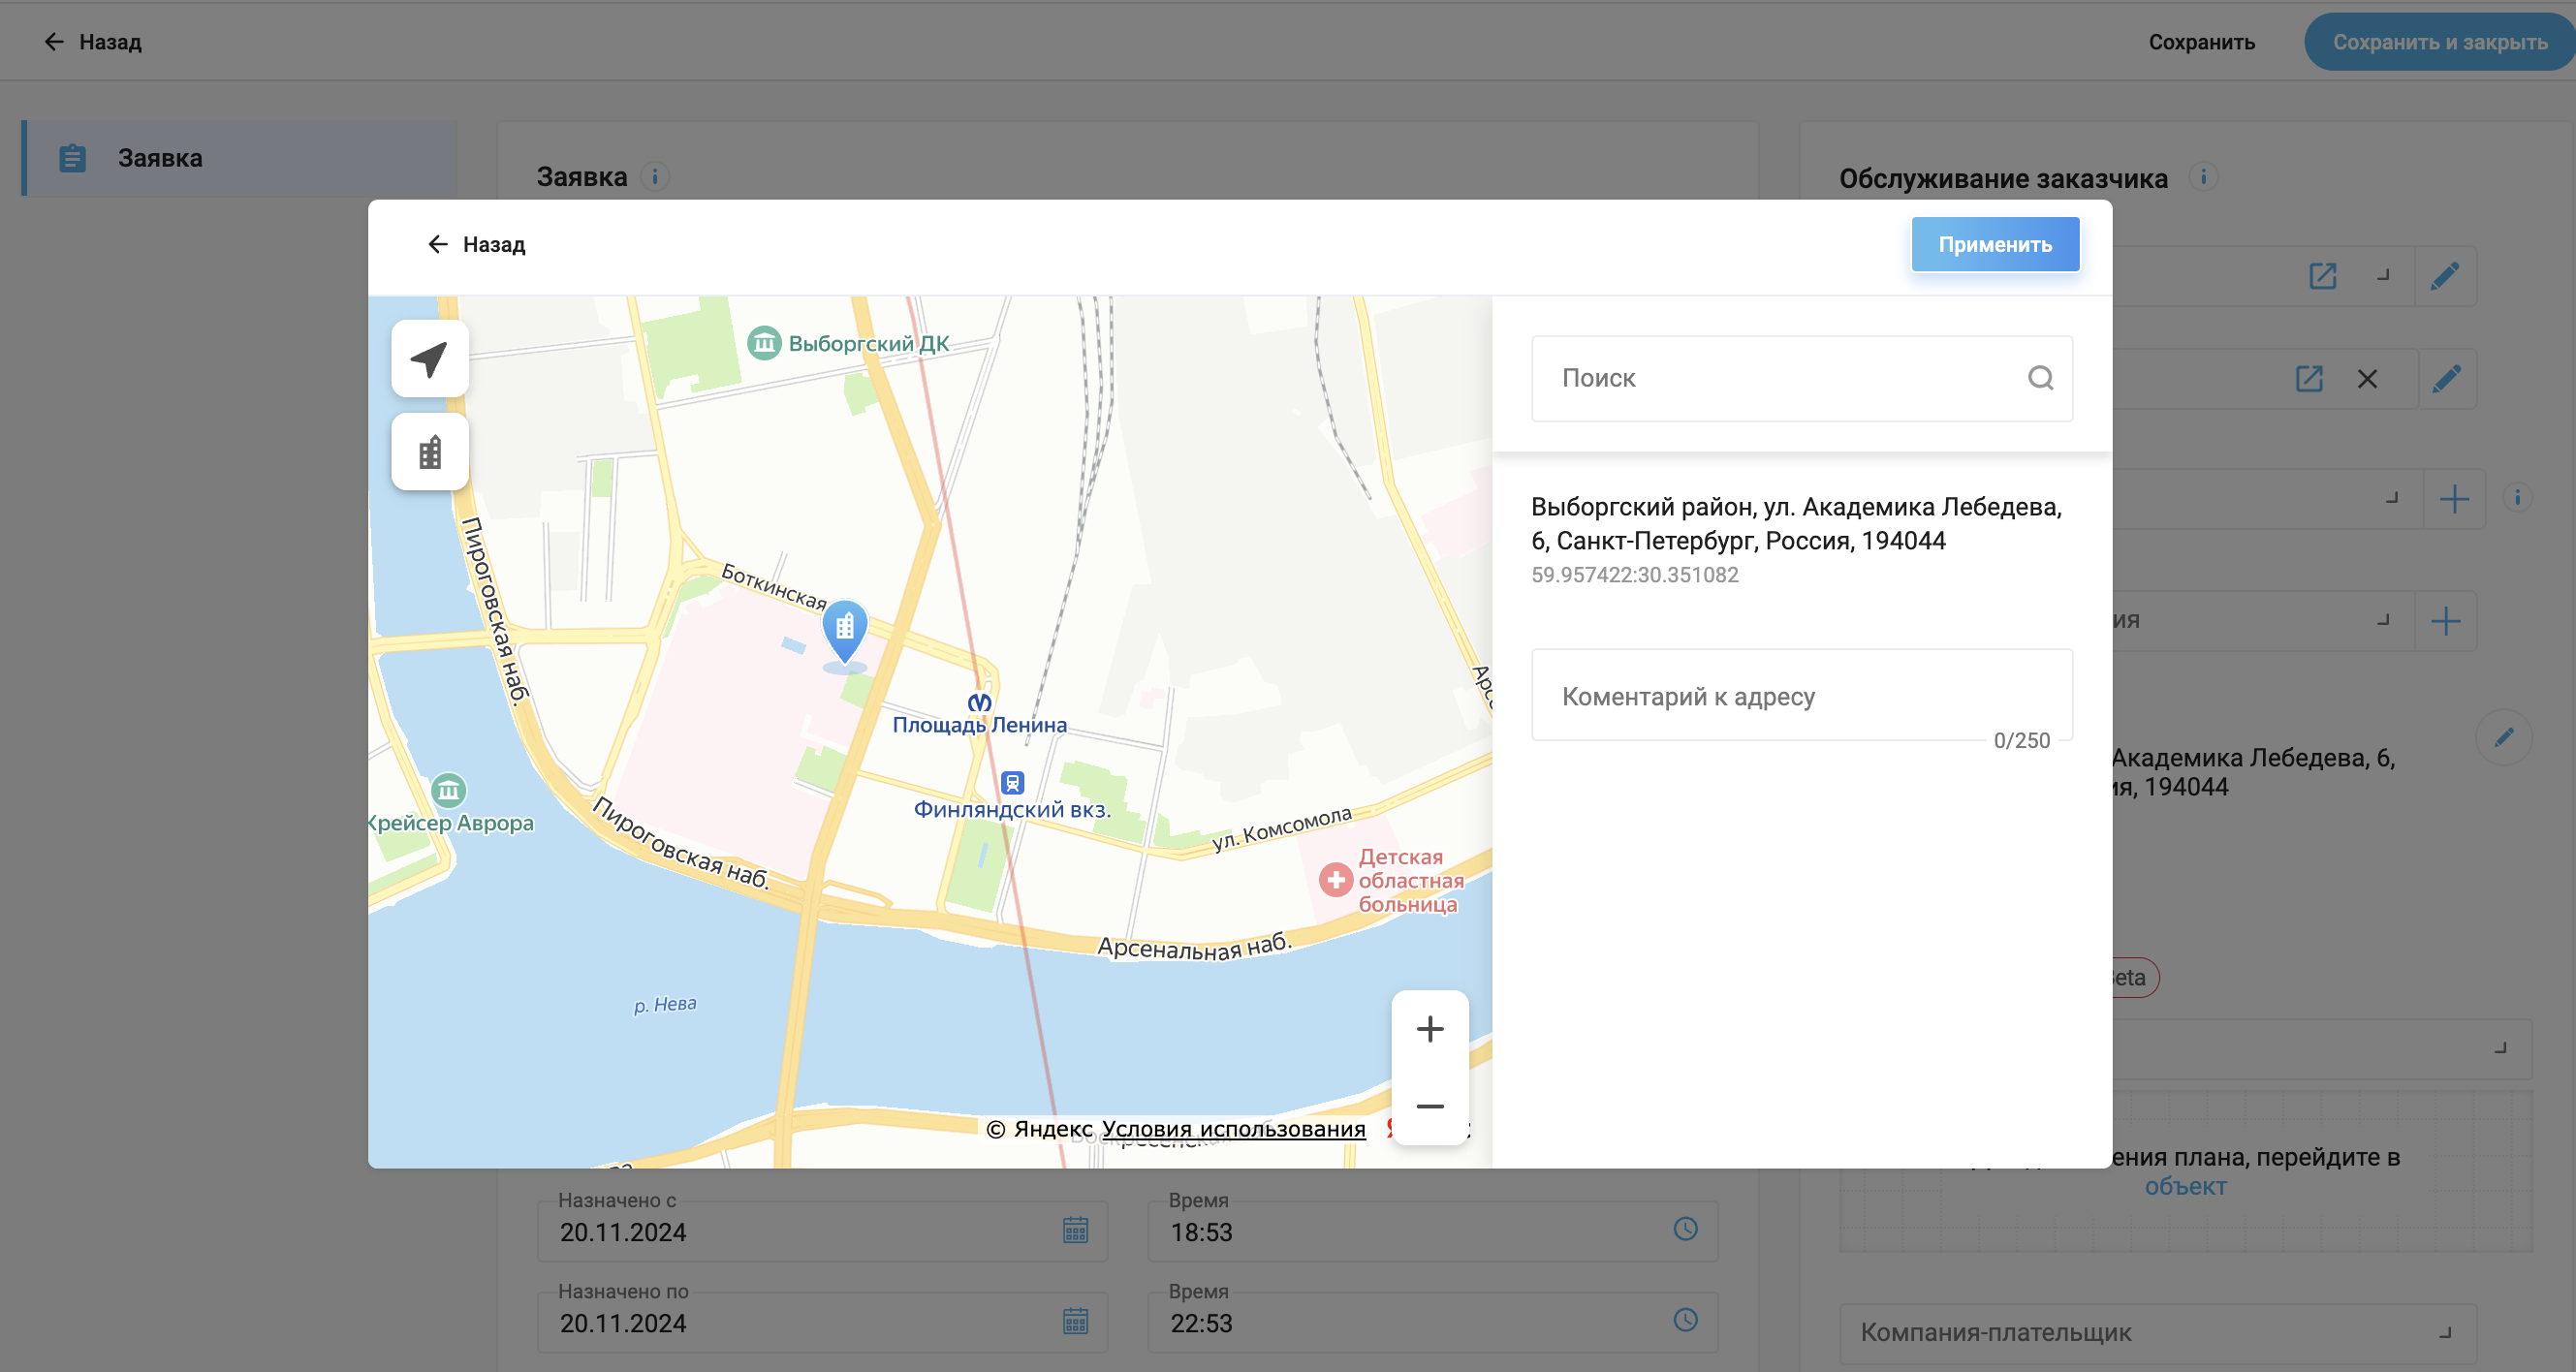 Назад
Сохранить
Сохранить и закрыть
Заявка
Заявка
Обслуживание заказчика
Назад
Применить
Выборгский ДК
Поиск
Выборгский район, ул. Академика Лебедева,
6, Санкт-Петербург, Россия, 194044
59.957422:30.351082
Пироговская наб.
Боткинская
Площадь Ленина
Коментарий к адресу
0/250
Академика Лебедева, 6,
194044
Крейсер Аврора
Финляндский вкз.
Пироговская наб.
ул. Комсомола
Детская
областная
больница
Арсенальная наб.
р. Нева
© Яндекс Условия использования
плана, перейдите в
объект
Назначено с
20.11.2024
Время
18:53
Назначено по
20.11.2024
Время
22:53
Компания-плательщик